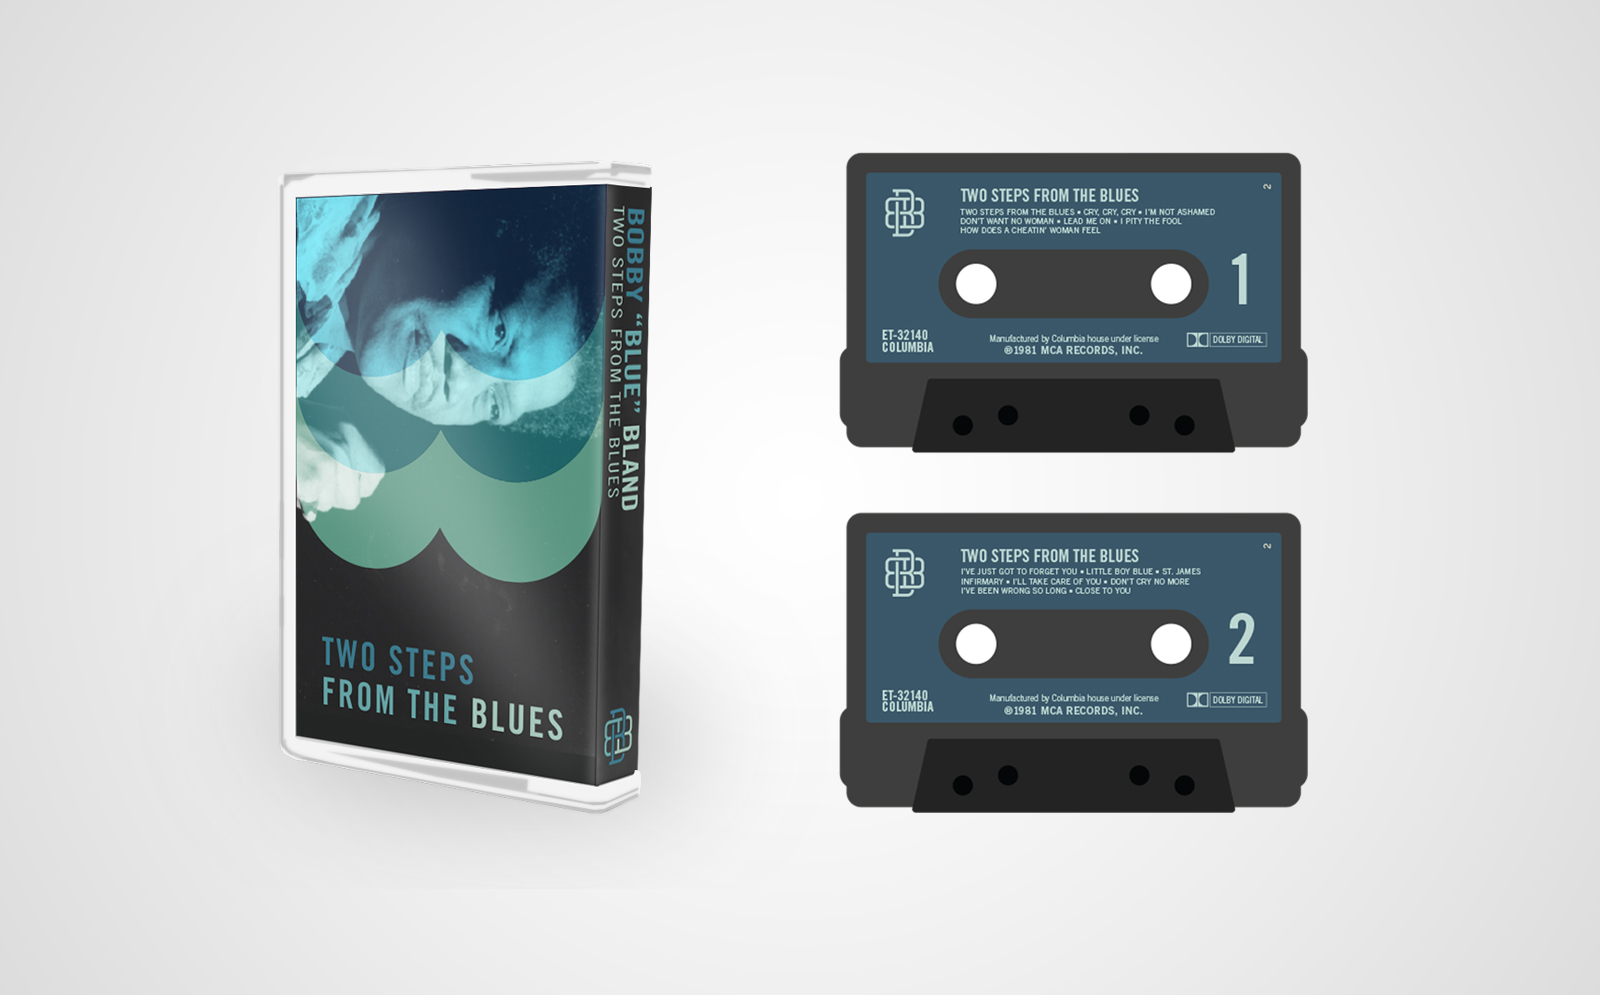 BOBBY “BLUE” BLAND
TWO STEPS FROM THE BLUES
TWO STEPS
FROM THE BLUES
TWO STEPS FROM THE BLUES
2
TWO STEPS FROM THE BLUES • CRY, CRY, CRY • I'M NOT ASHAMED
DON'T WANT NO WOMAN • LEAD ME ON • I PITY THE FOOL
HOW DOES A CHEATIN' WOMAN FEEL
1
ET-32140
COLUMBIA
Manufactured by Columbia house under license
℗1981 MCA RECORDS, INC.
DOLBY DIGITAL
TWO STEPS FROM THE BLUES
2
I'VE JUST GOT TO FORGET YOU • LITTLE BOY BLUE • ST. JAMES
INFIRMARY • I'LL TAKE CARE OF YOU • DON'T CRY NO MORE
I'VE BEEN WRONG SO LONG • CLOSE TO YOU
2
ET-32140
COLUMBIA
Manufactured by Columbia house under license
℗1981 MCA RECORDS, INC.
DOLBY DIGITAL